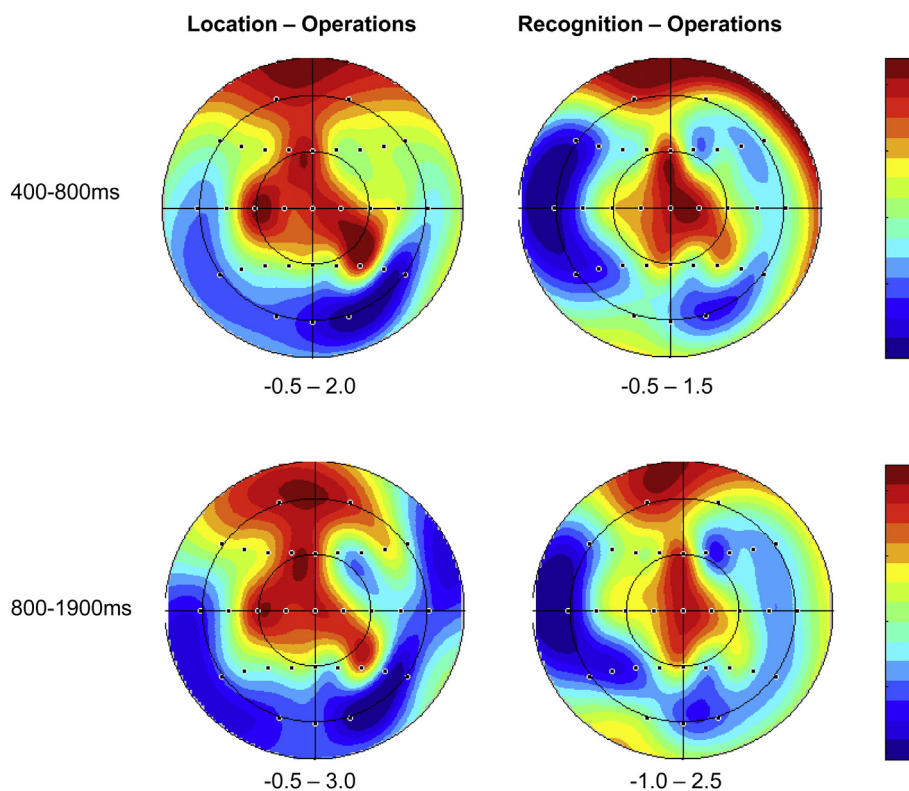 Location – Operations
Recognition – Operations
400-800ms
-0.5 – 2.0
-0.5 – 1.5
800-1900ms
-0.5 – 3.0
-1.0 – 2.5